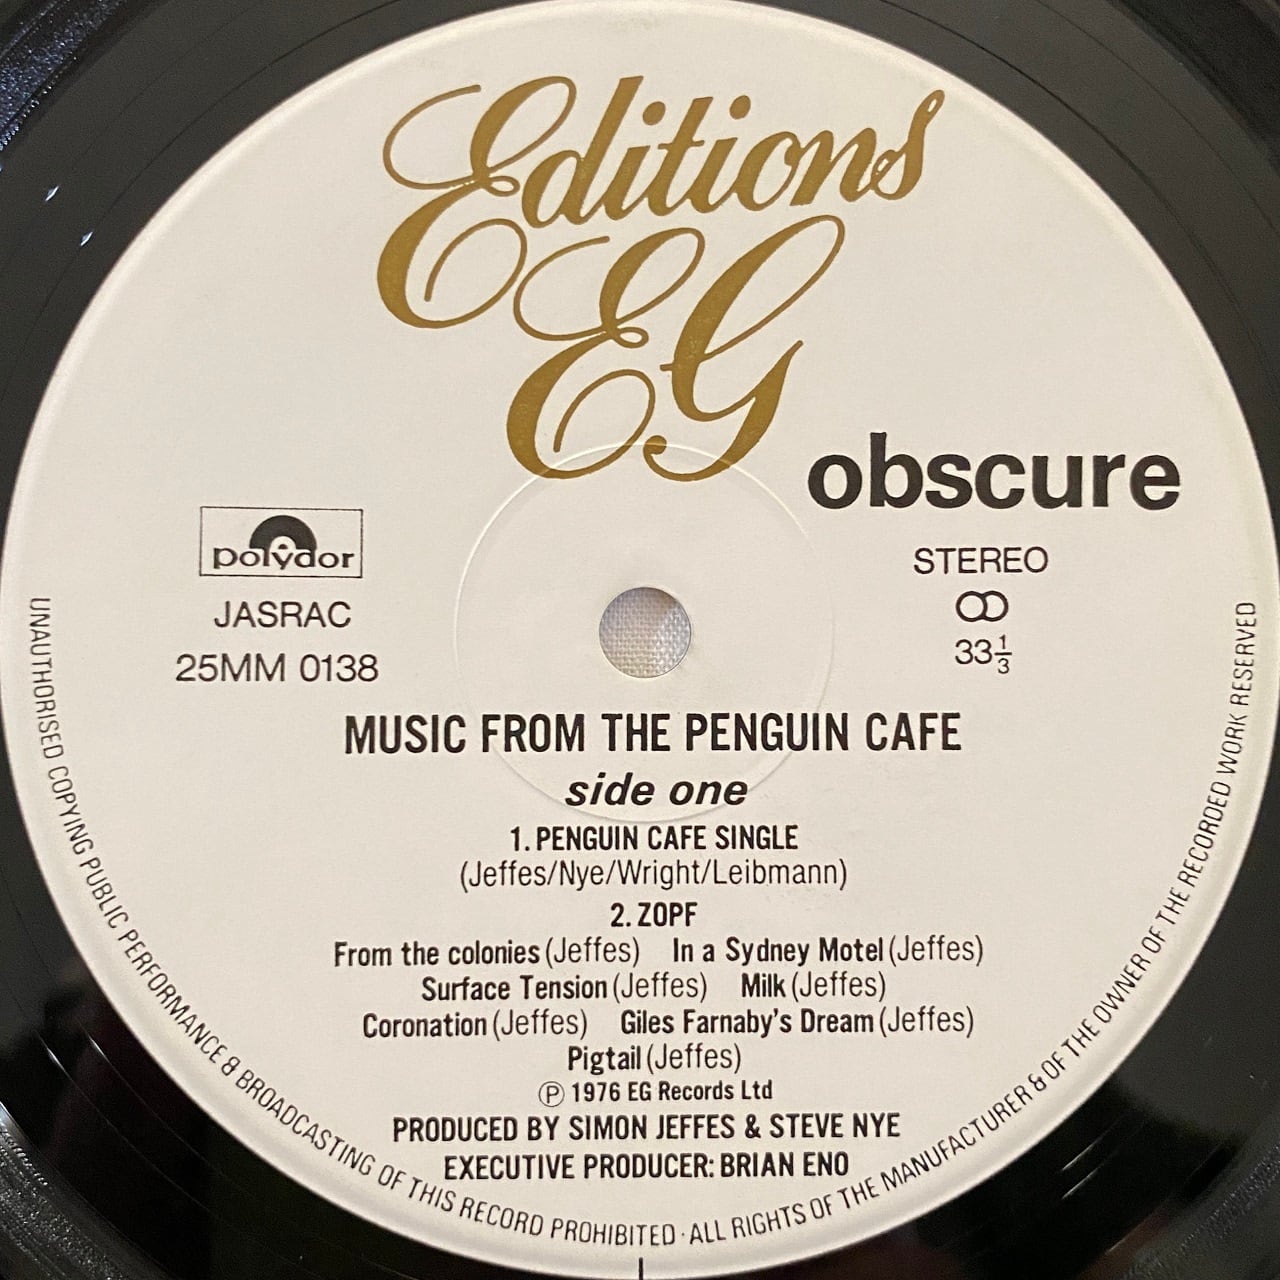 Editions
EG
obscure
polydor
JASRAC
25MM 0138
STEREO
33⅓
MUSIC FROM THE PENGUIN CAFE
side one
1. PENGUIN CAFE SINGLE
(Jeffes/Nye/Wright/Leibmann)
2. ZOPF
From the colonies (Jeffes) In a Sydney Motel (Jeffes)
Surface Tension (Jeffes) Milk (Jeffes)
Coronation (Jeffes) Giles Farnaby's Dream (Jeffes)
Pigtail (Jeffes)
Ⓟ 1976 EG Records Ltd
PRODUCED BY SIMON JEFFES & STEVE NYE
EXECUTIVE PRODUCER: BRIAN ENO
UNAUTHORISED COPYING PUBLIC PERFORMANCE & BROADCASTING OF THIS RECORD PROHIBITED · ALL RIGHTS OF THE MANUFACTURER & OF THE OWNER OF THE RECORDED WORK RESERVED